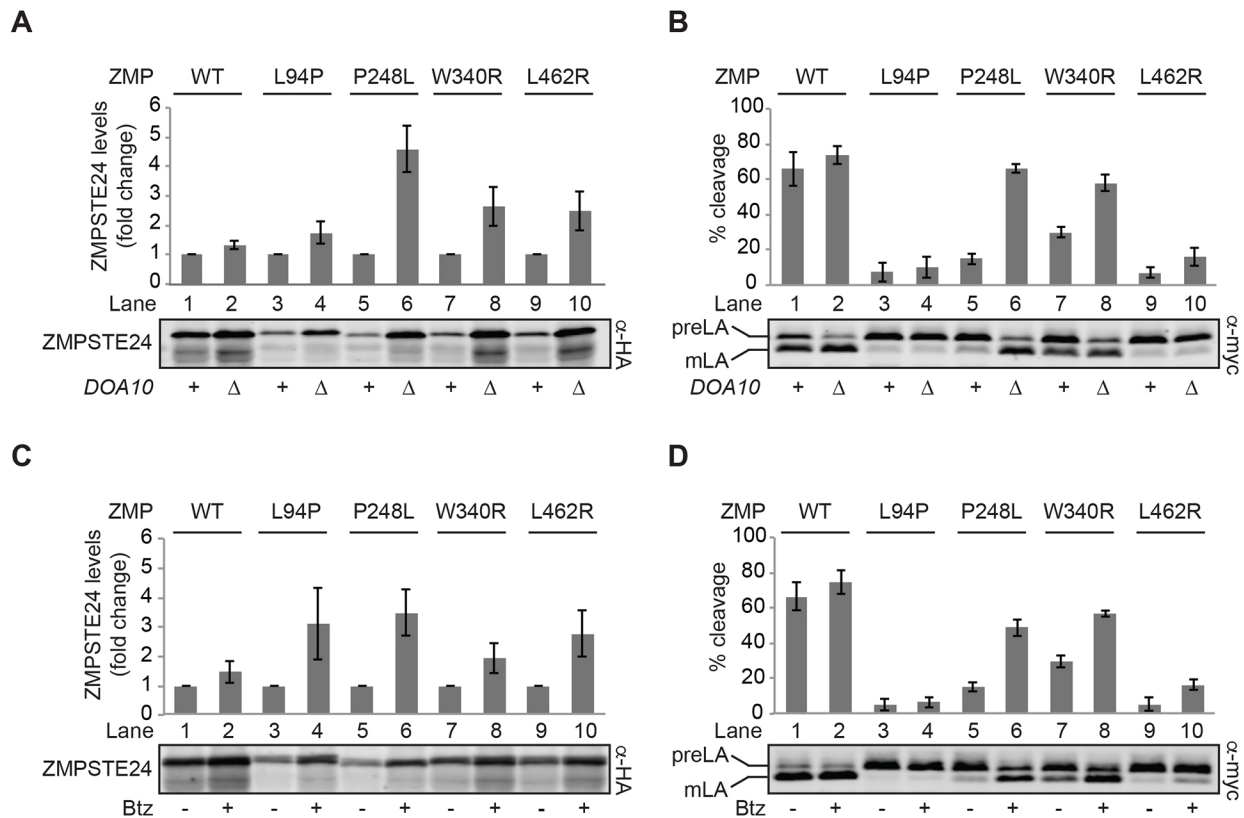 A
ZMP WT L94P P248L W340R L462R
ZMPSTE24 levels
(fold change)
6
5
4
3
2
1
0
Lane 1 2 3 4 5 6 7 8 9 10
ZMPSTE24
α-HA
DOA10 + Δ + Δ + Δ + Δ + Δ
B
ZMP WT L94P P248L W340R L462R
% cleavage
100
80
60
40
20
0
Lane 1 2 3 4 5 6 7 8 9 10
preLA
mLA
α-myc
DOA10 + Δ + Δ + Δ + Δ + Δ
C
ZMP WT L94P P248L W340R L462R
ZMPSTE24 levels
(fold change)
6
5
4
3
2
1
0
Lane 1 2 3 4 5 6 7 8 9 10
ZMPSTE24
α-HA
Btz - + - + - + - + - +
D
ZMP WT L94P P248L W340R L462R
% cleavage
100
80
60
40
20
0
Lane 1 2 3 4 5 6 7 8 9 10
preLA
mLA
α-myc
Btz - + - + - + - + - +